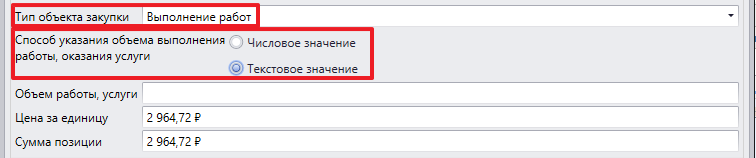 Тип объекта закупки Выполнение работ
Способ указания объема выполнения работы, оказания услуги
Числовое значение
Текстовое значение
Объем работы, услуги
Цена за единицу 2 964,72 ₽
Сумма позиции 2 964,72 ₽